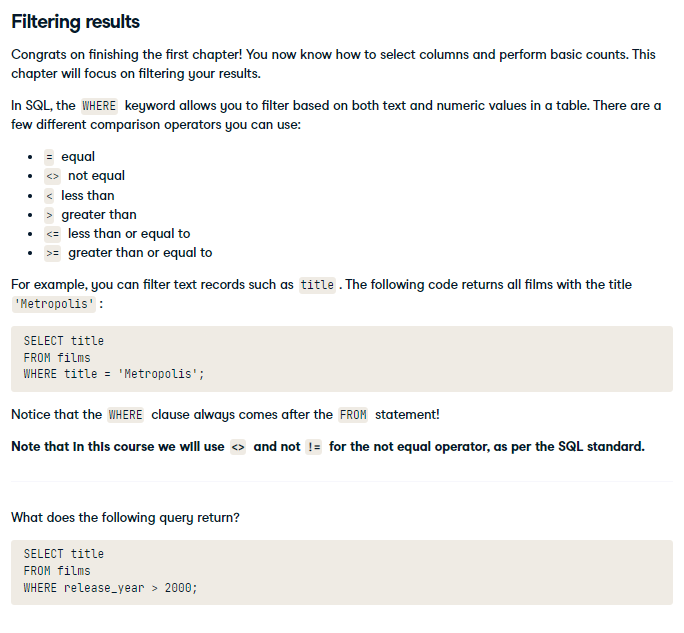 Filtering results
Congrats on finishing the first chapter! You now know how to select columns and perform basic counts. This
chapter will focus on filtering your results.
In SQL, the WHERE keyword allows you to filter based on both text and numeric values in a table. There are a
few different comparison operators you can use:
• = equal
• <> not equal
• < less than
• > greater than
• <= less than or equal to
• >= greater than or equal to
For example, you can filter text records such as title . The following code returns all films with the title
'Metropolis' :
SELECT title
FROM films
WHERE title = 'Metropolis';
Notice that the WHERE clause always comes after the FROM statement!
Note that in this course we will use <> and not != for the not equal operator, as per the SQL standard.
What does the following query return?
SELECT title
FROM films
WHERE release_year > 2000;